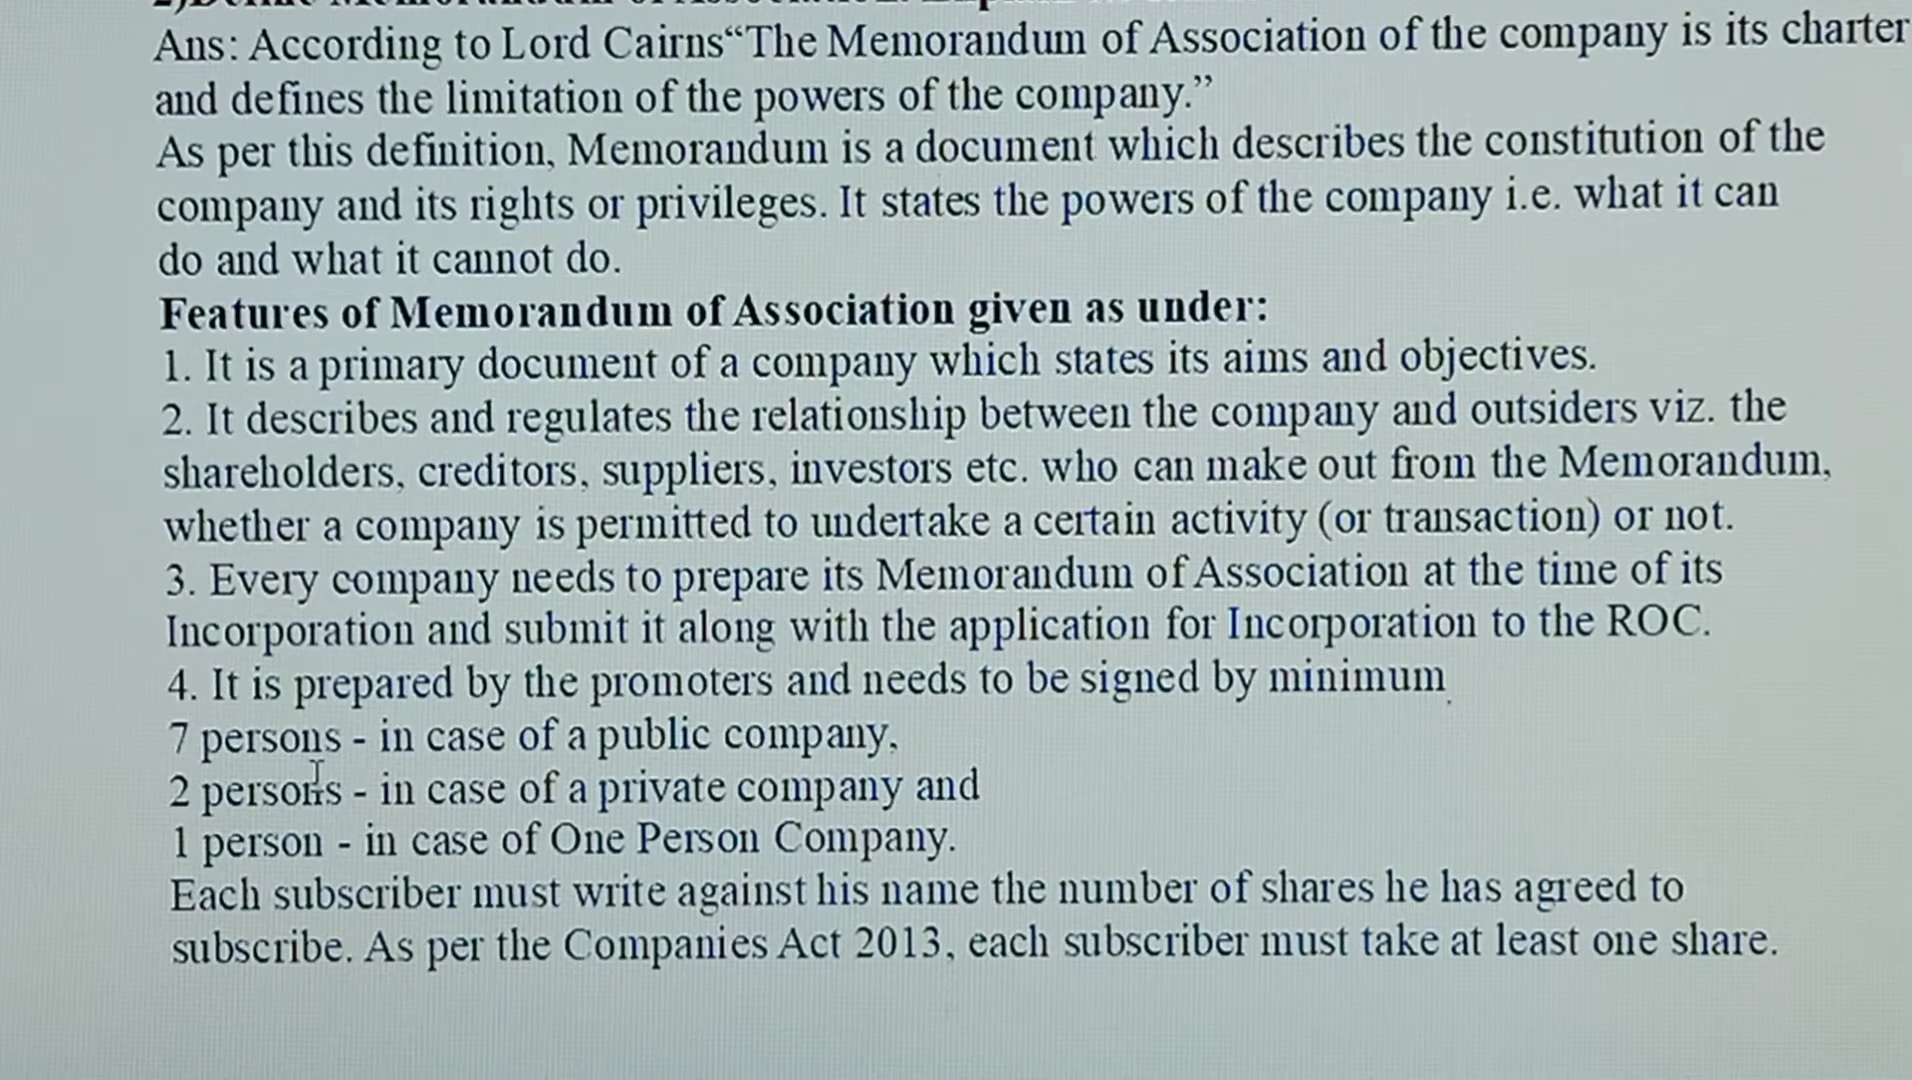 Ans: According to Lord Cairns“The Memorandum of Association of the company is its charter
and defines the limitation of the powers of the company.”
As per this definition, Memorandum is a document which describes the constitution of the
company and its rights or privileges. It states the powers of the company i.e. what it can
do and what it cannot do.
Features of Memorandum of Association given as under:
1. It is a primary document of a company which states its aims and objectives.
2. It describes and regulates the relationship between the company and outsiders viz. the
shareholders, creditors, suppliers, investors etc. who can make out from the Memorandum,
whether a company is permitted to undertake a certain activity (or transaction) or not.
3. Every company needs to prepare its Memorandum of Association at the time of its
Incorporation and submit it along with the application for Incorporation to the ROC.
4. It is prepared by the promoters and needs to be signed by minimum
7 persons - in case of a public company,
2 persons - in case of a private company and
1 person - in case of One Person Company.
Each subscriber must write against his name the number of shares he has agreed to
subscribe. As per the Companies Act 2013, each subscriber must take at least one share.